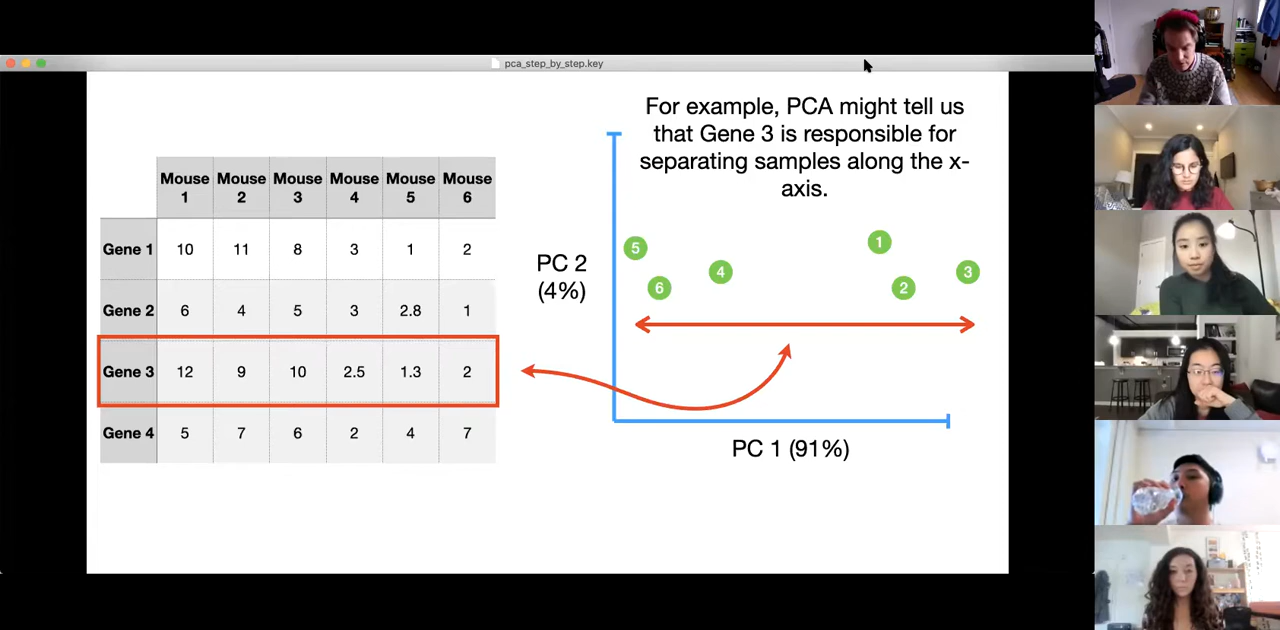 pca_step_by_step.key
For example, PCA might tell us
that Gene 3 is responsible for
separating samples along the x-
axis.
Mouse Mouse Mouse Mouse Mouse Mouse
1 2 3 4 5 6
Gene 1 10 11 8 3 1 2
Gene 2 6 4 5 3 2.8 1
Gene 3 12 9 10 2.5 1.3 2
Gene 4 5 7 6 2 4 7
PC 2
(4%)
5
6
4
1
2
3
PC 1 (91%)